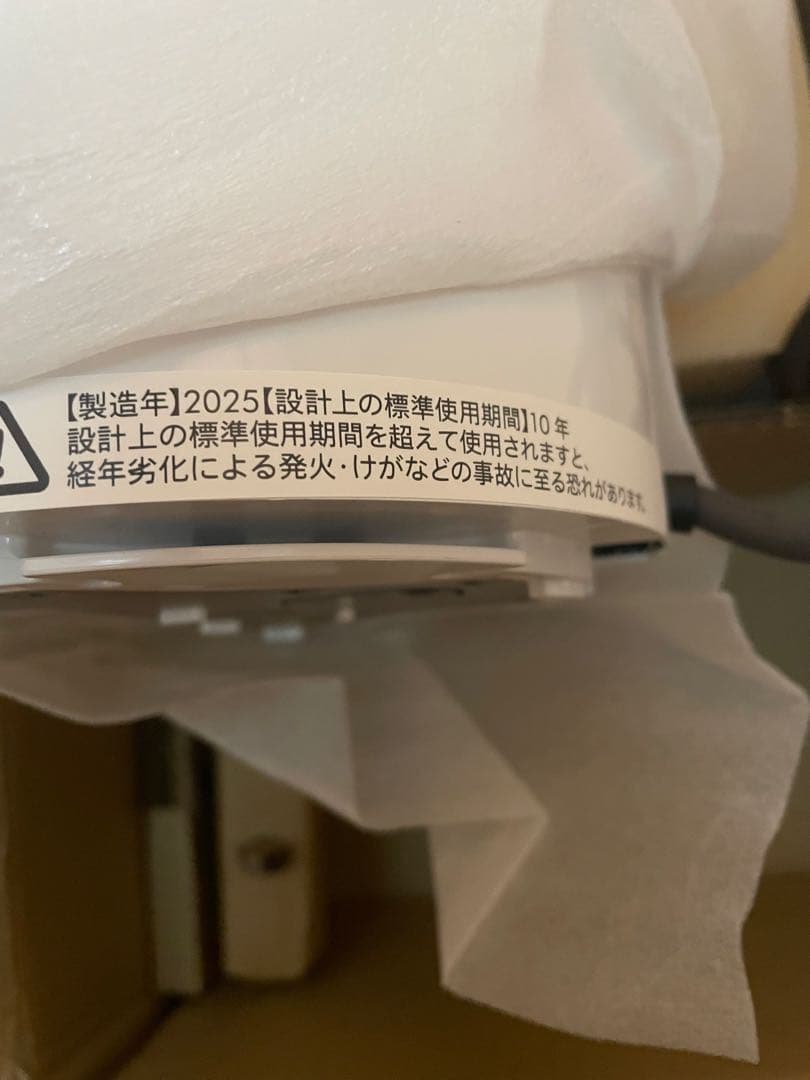 【製造年】2025【設計上の標準使用期間】10年
設計上の標準使用期間を超えて使用されますと、
経年劣化による発火・けがなどの事故に至る恐れがあります。